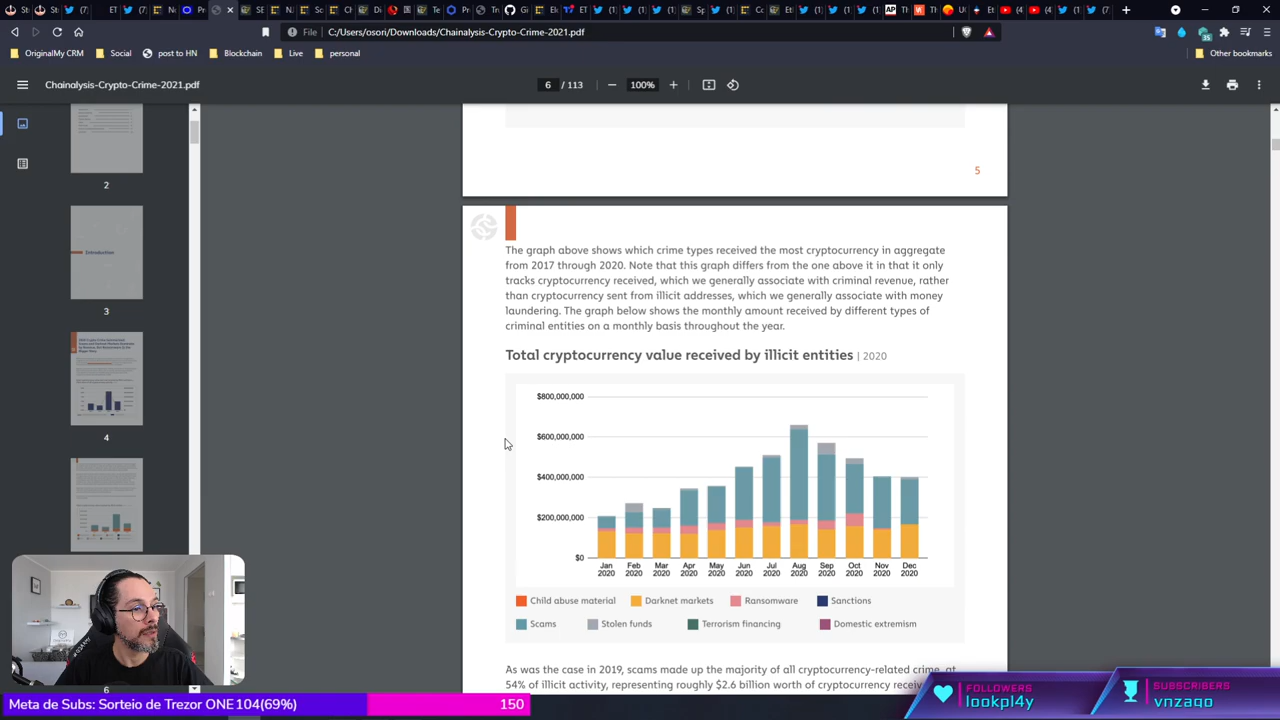 File | C:/Users/osori/Downloads/Chainalysis-Crypto-Crime-2021.pdf
OriginalMy CRM
Social
post to HN
Blockchain
Live
personal
Other bookmarks
Chainalysis-Crypto-Crime-2021.pdf
6 / 113
100%
2
Introduction
3
4
6
5
The graph above shows which crime types received the most cryptocurrency in aggregate
from 2017 through 2020. Note that this graph differs from the one above it in that it only
tracks cryptocurrency received, which we generally associate with criminal revenue, rather
than cryptocurrency sent from illicit addresses, which we generally associate with money
laundering. The graph below shows the monthly amount received by different types of
criminal entities on a monthly basis throughout the year.
Total cryptocurrency value received by illicit entities | 2020
$800,000,000
$600,000,000
$400,000,000
$200,000,000
$0
Jan 2020
Feb 2020
Mar 2020
Apr 2020
May 2020
Jun 2020
Jul 2020
Aug 2020
Sep 2020
Oct 2020
Nov 2020
Dec 2020
Child abuse material
Darknet markets
Ransomware
Sanctions
Scams
Stolen funds
Terrorism financing
Domestic extremism
As was the case in 2019, scams made up the majority of all cryptocurrency-related crime, at
54% of illicit activity, representing roughly $2.6 billion worth of cryptocurrency
Meta de Subs: Sorteio de Trezor ONE 104(69%)
150
FOLLOWERS
lookpl4y
SUBSCRIBERS
vnzago